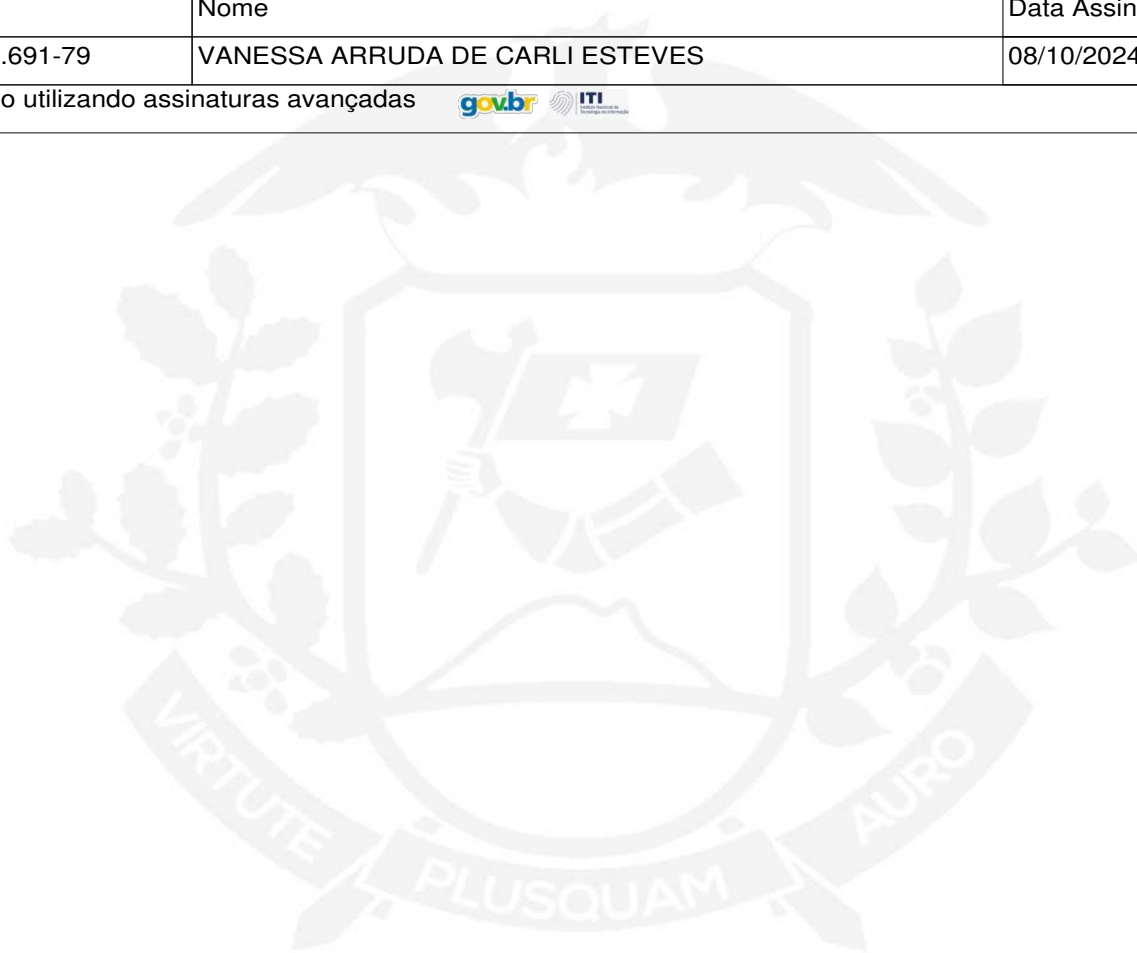 Nome Data Assin
.691-79 VANESSA ARRUDA DE CARLI ESTEVES 08/10/2024
o utilizando assinaturas avançadas gov.br ITI
VIRTUTE PLUSQUAM AURO